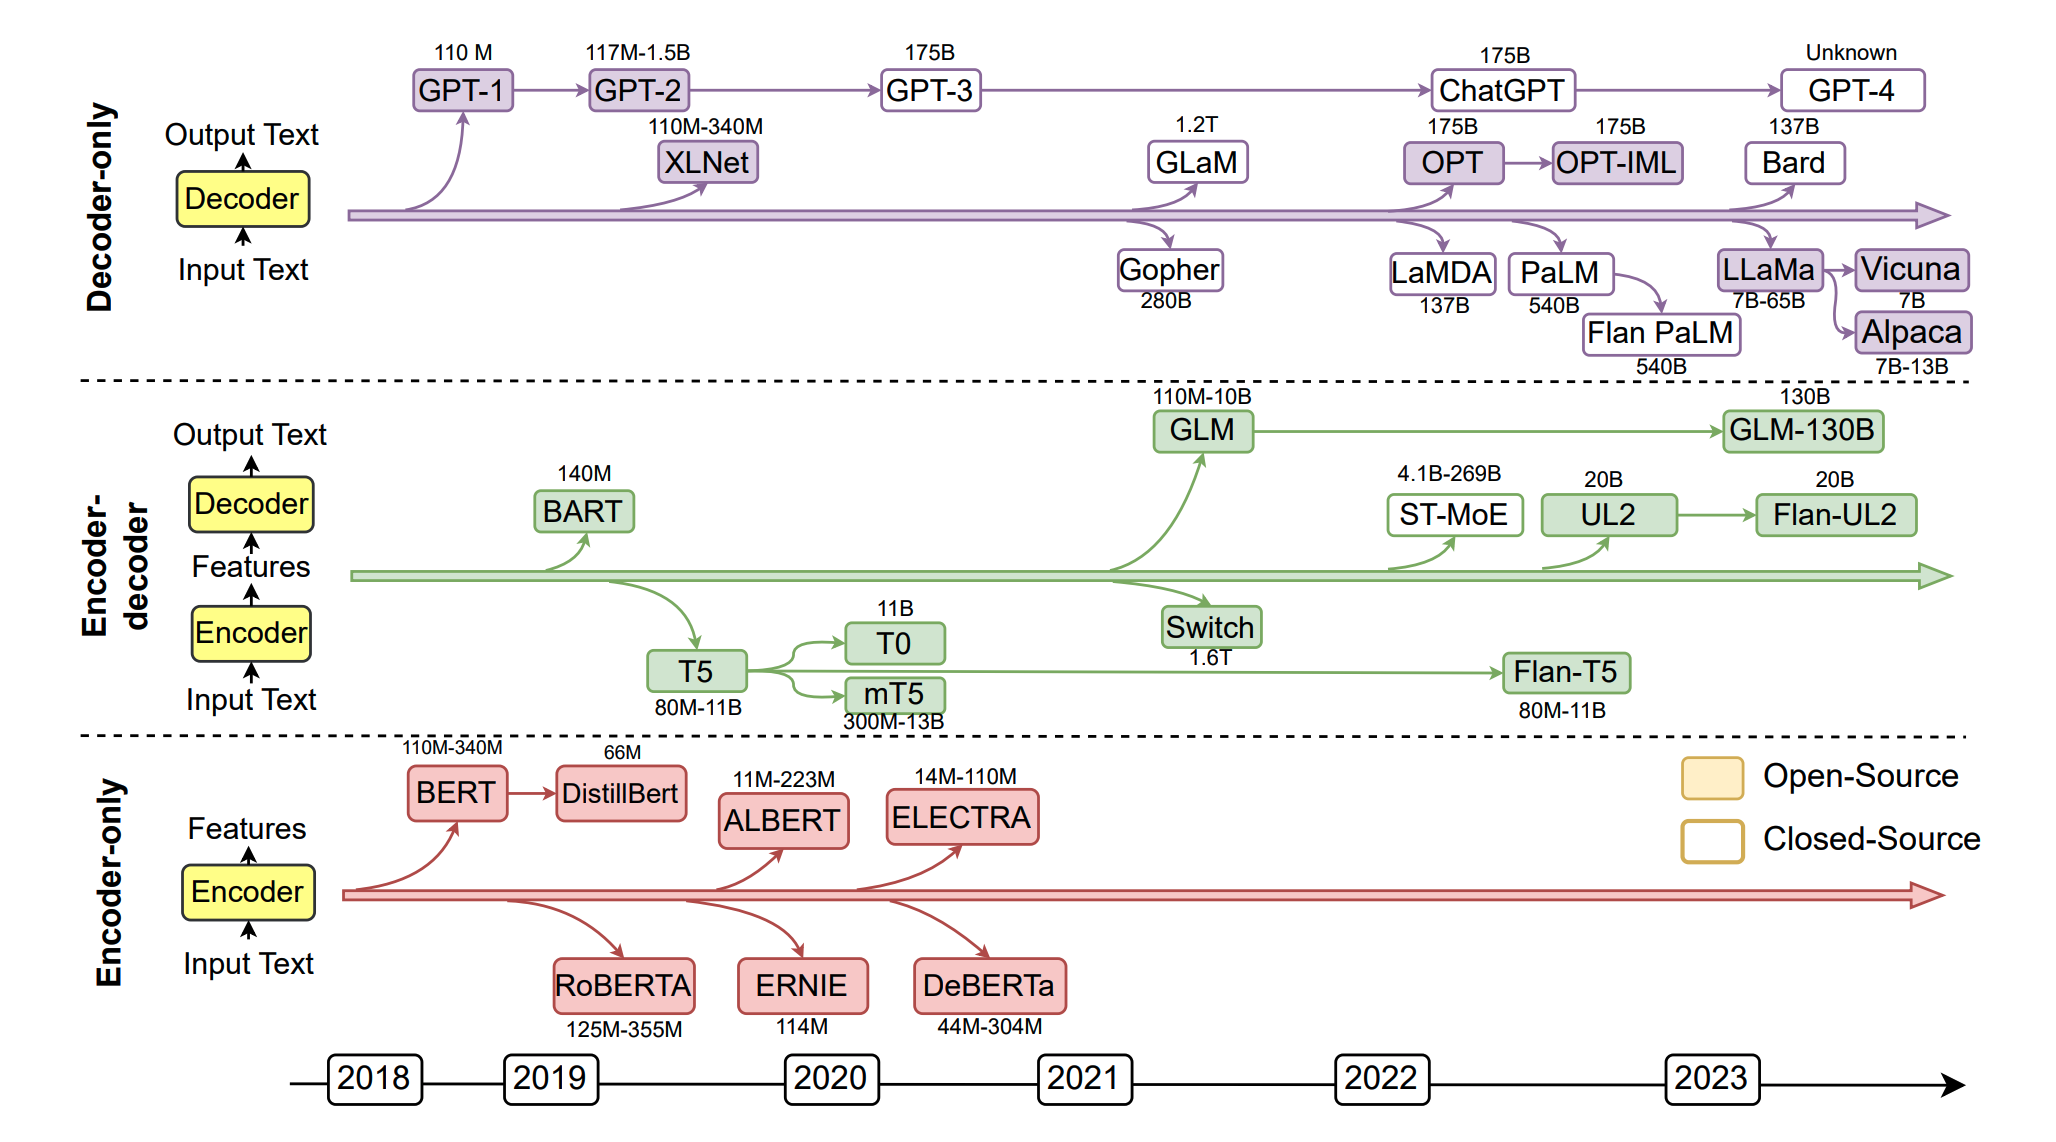 Decoder-only
Output Text
Decoder
Input Text
110 M
GPT-1
117M-1.5B
GPT-2
175B
GPT-3
175B
ChatGPT
Unknown
GPT-4
110M-340M
XLNet
1.2T
GLaM
175B
OPT
175B
OPT-IML
137B
Bard
Gopher
280B
LaMDA
137B
PaLM
540B
Flan PaLM
540B
LLaMa
7B-65B
Vicuna
7B
Alpaca
7B-13B
Encoder-
decoder
Output Text
Decoder
Features
Encoder
Input Text
140M
BART
110M-10B
GLM
130B
GLM-130B
4.1B-269B
ST-MoE
20B
UL2
20B
Flan-UL2
T5
80M-11B
11B
T0
mT5
300M-13B
Switch
1.6T
Flan-T5
80M-11B
Encoder-only
Features
Encoder
Input Text
110M-340M
BERT
66M
DistillBert
11M-223M
ALBERT
14M-110M
ELECTRA
RoBERTA
125M-355M
ERNIE
114M
DeBERTa
44M-304M
Open-Source
Closed-Source
2018
2019
2020
2021
2022
2023